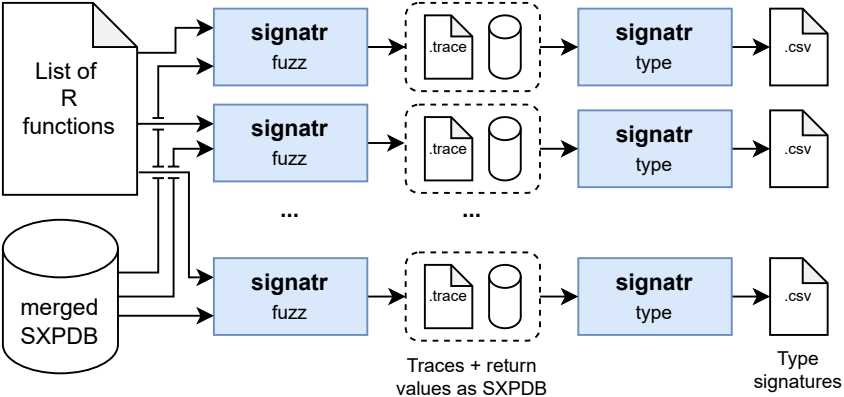 List of
R
functions
merged
SXPDB
signatr
fuzz
.trace
signatr
type
.csv
signatr
fuzz
.trace
signatr
type
.csv
...
...
signatr
fuzz
.trace
signatr
type
.csv
Traces + return
values as SXPDB
Type
signatures